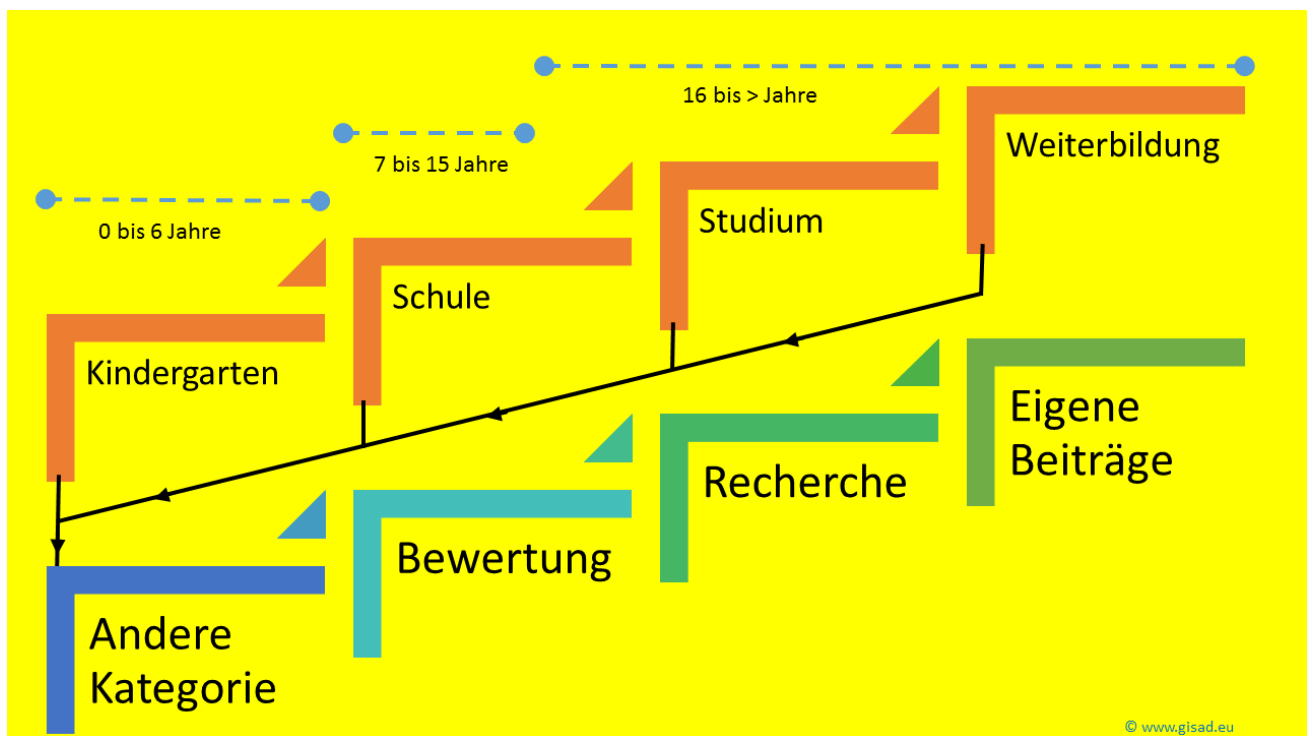 16 bis > Jahre
7 bis 15 Jahre
0 bis 6 Jahre
Weiterbildung
Studium
Schule
Kindergarten
Eigene
Beiträge
Recherche
Bewertung
Andere
Kategorie
© www.gisad.eu